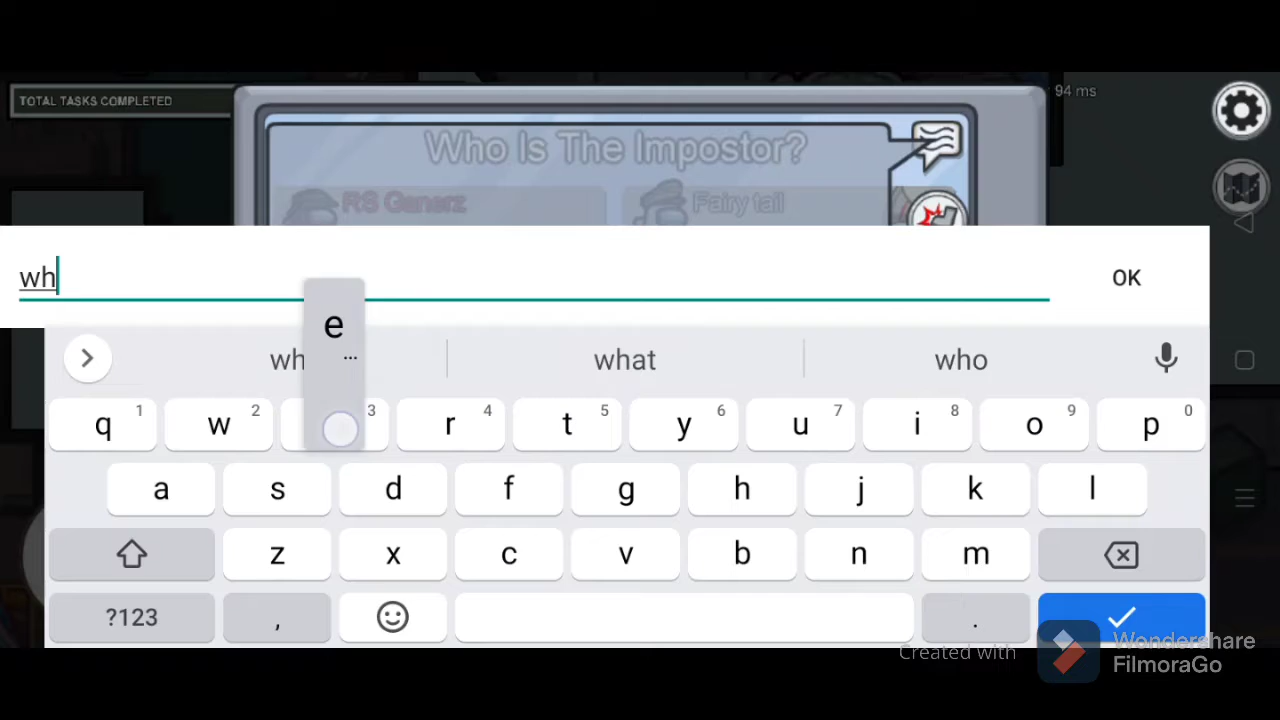 TOTAL TASKS COMPLETED
94 ms
Who Is The Impostor?
RS Ganerz
Fairy tail
wh
OK
e
...
wh
what
who
q 1 w 2 3 r 4 t 5 y 6 u 7 i 8 o 9 p 0
a s d f g h j k l
z x c v b n m
?123 , .
Created with
Wondershare
FilmoraGo